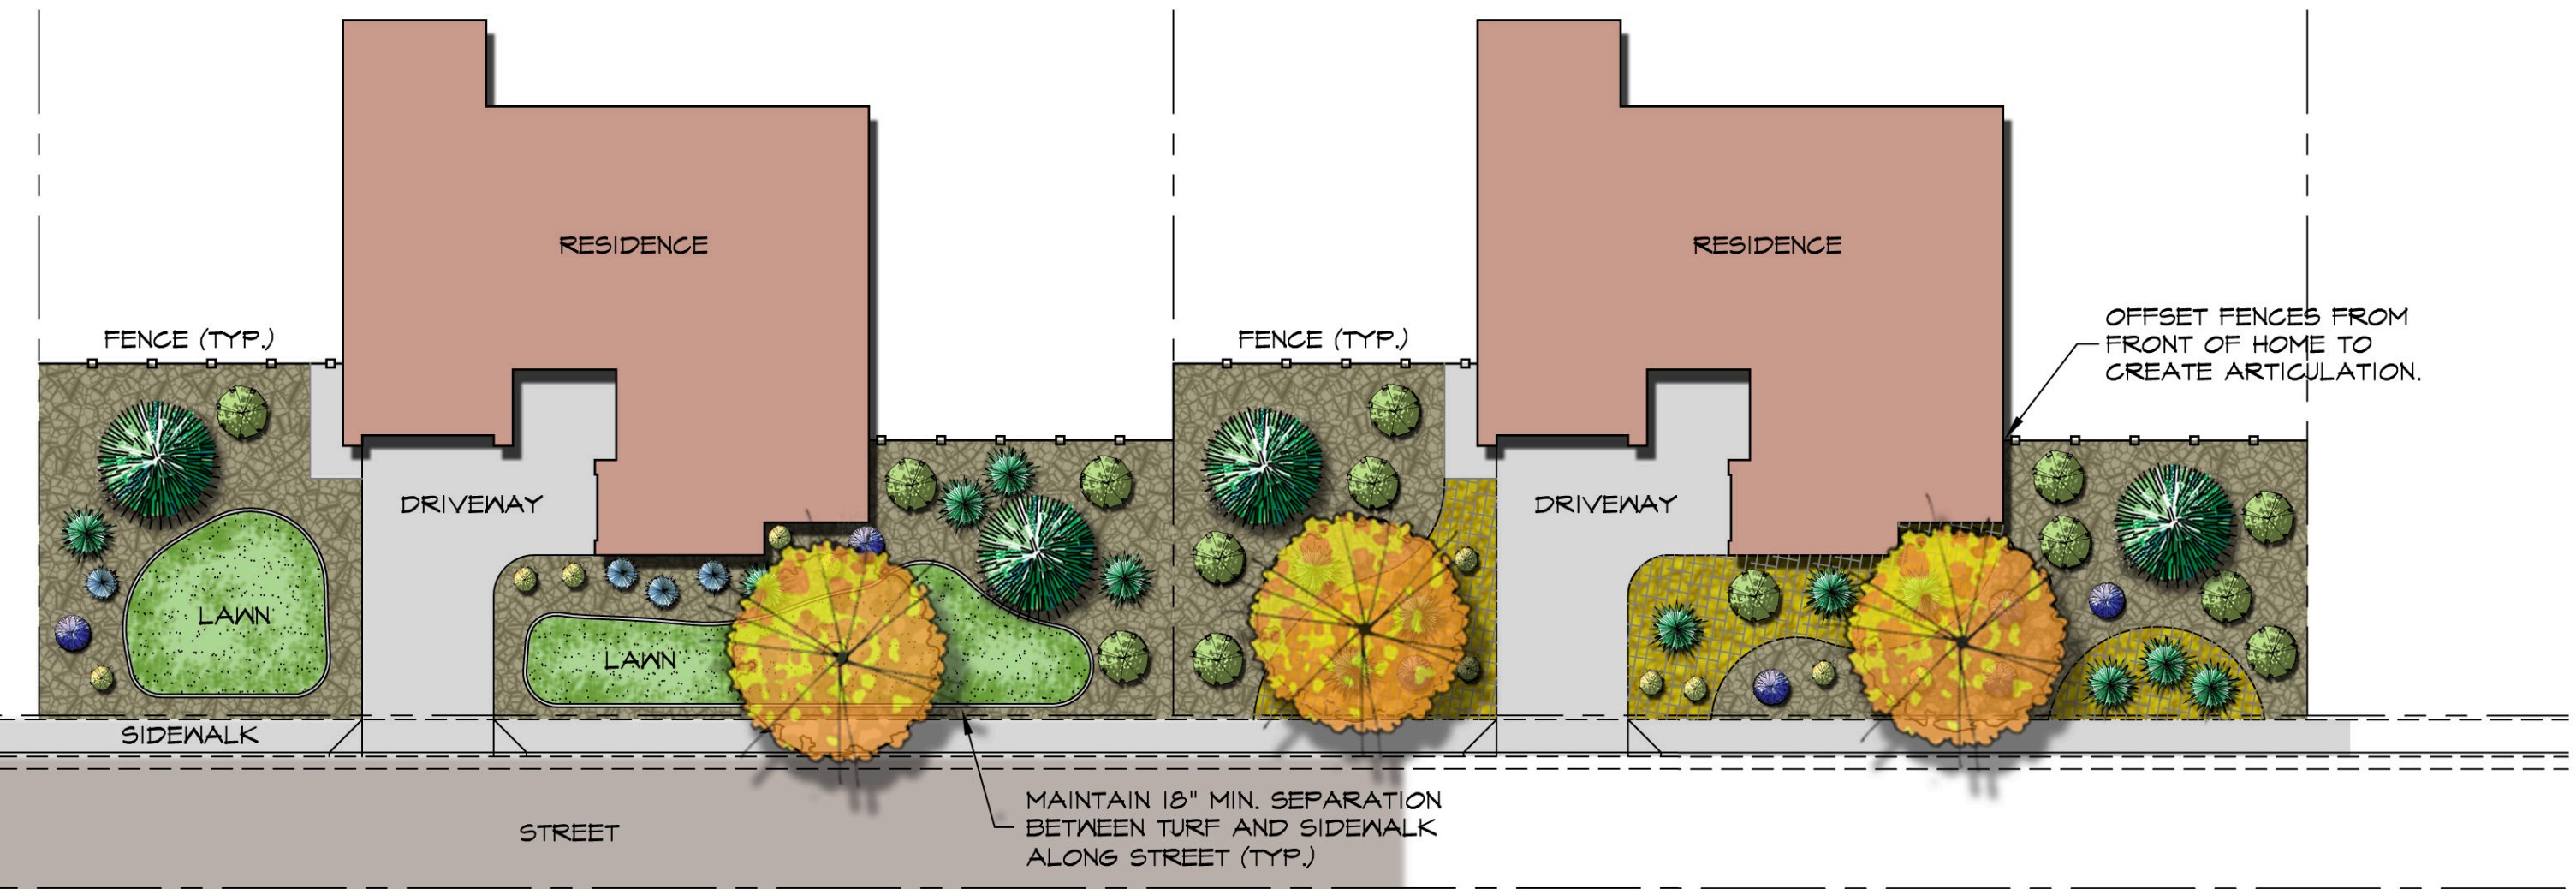 RESIDENCE
RESIDENCE
OFFSET FENCES FROM
FRONT OF HOME TO
CREATE ARTICULATION.
FENCE (TYP.)
FENCE (TYP.)
DRIVEWAY
DRIVEWAY
LAWN
LAWN
SIDEWALK
MAINTAIN 18" MIN. SEPARATION
BETWEEN TURF AND SIDEWALK
ALONG STREET (TYP.)
STREET